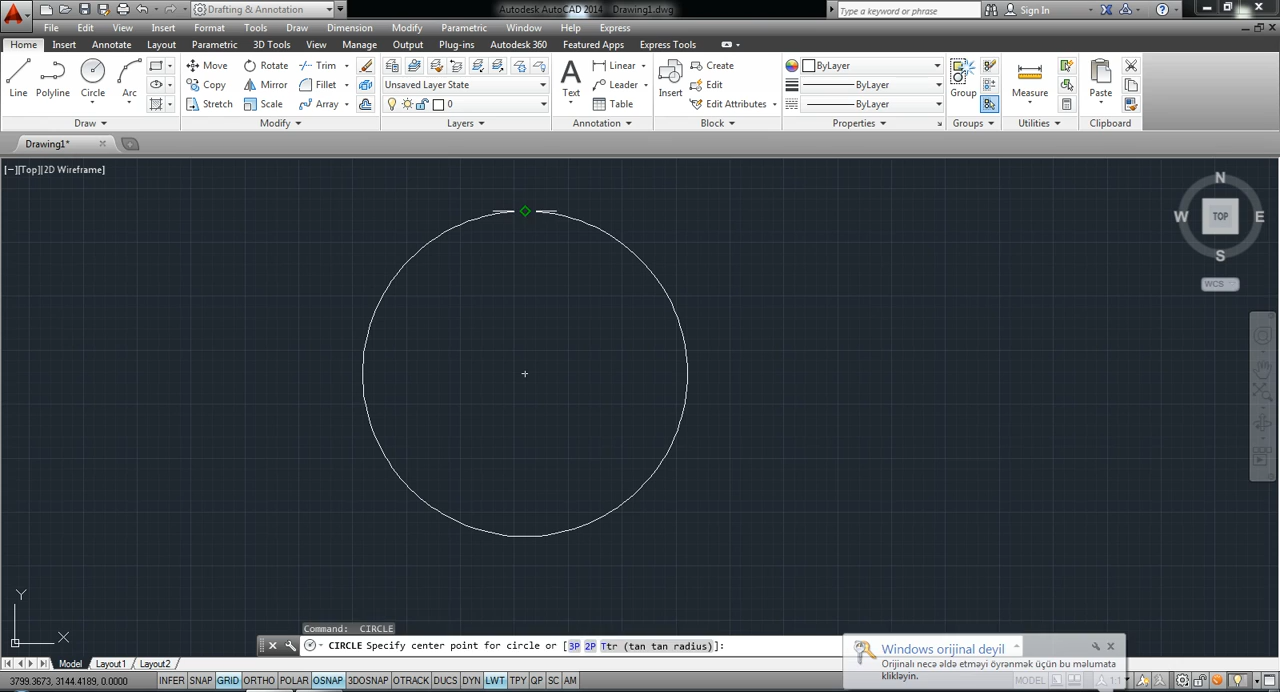 Drafting & Annotation
Autodesk AutoCAD 2014 Drawing1.dwg
Type a keyword or phrase
Sign In
File Edit View Insert Format Tools Draw Dimension Modify Parametric Window Help Express
Home Insert Annotate Layout Parametric 3D Tools View Manage Output Plug-ins Autodesk 360 Featured Apps Express Tools
Line Polyline Circle Arc
Move Rotate Trim
Copy Mirror Fillet
Stretch Scale Array
Unsaved Layer State
0
Text
Linear
Leader
Table
Insert
Create
Edit
Edit Attributes
ByLayer
ByLayer
ByLayer
Group
Measure
Paste
Draw Modify Layers Annotation Block Properties Groups Utilities Clipboard
Drawing1*
[−][Top][2D Wireframe]
N
W TOP E
S
WCS
Y
X
Command: CIRCLE
CIRCLE Specify center point for circle or [3P 2P Ttr (tan tan radius)]:
Windows orijinal deyil
Orijinalı necə əldə etməyi öyrənmək üçün bu məlumata
klikləyin.
Model Layout1 Layout2
3799.3673, 3144.4189, 0.0000
INFER SNAP GRID ORTHO POLAR OSNAP 3DOSNAP OTRACK DUCS DYN LWT TPY QP SC AM
MODEL 1:1